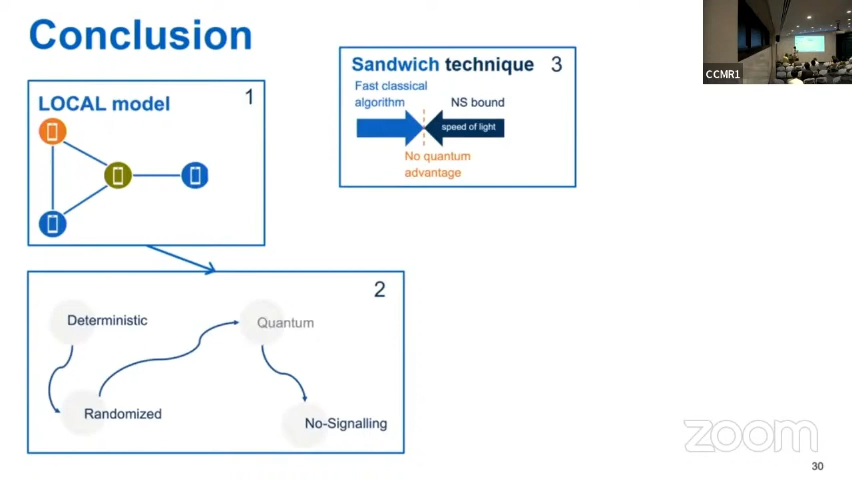 Conclusion
LOCAL model
1
Sandwich technique
3
Fast classical
algorithm
NS bound
speed of light
No quantum
advantage
2
Deterministic
Quantum
Randomized
No-Signalling
CCMR1
zoom
30